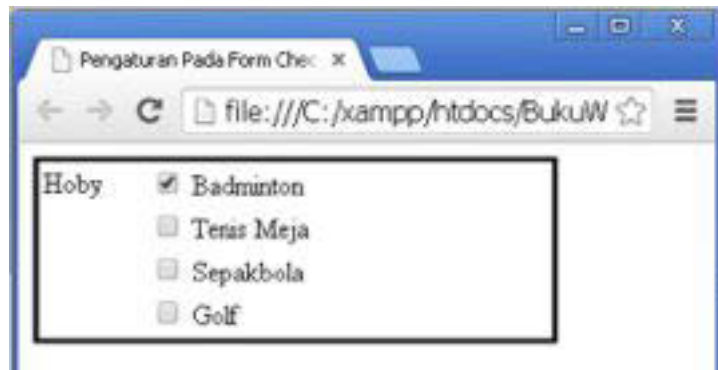 Pengaturan Pada Form Chec
file:///C:/xampp/htdocs/BukuW
Hoby Badminton
Tenis Meja
Sepakbola
Golf